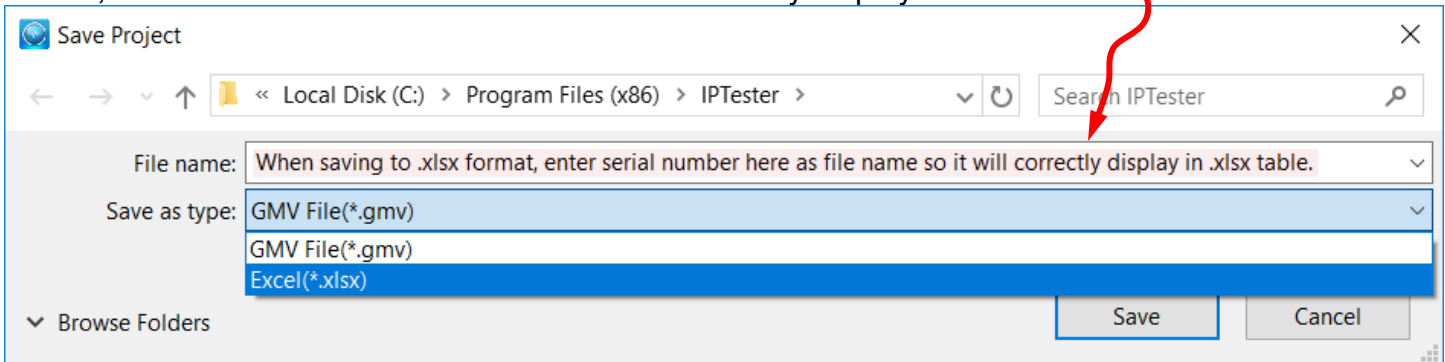 Save Project
« Local Disk (C:) > Program Files (x86) > IPTester >
Search IPTester
File name: When saving to .xlsx format, enter serial number here as file name so it will correctly display in .xlsx table.
Save as type: GMV File(*.gmv)
GMV File(*.gmv)
Excel(*.xlsx)
Browse Folders
Save
Cancel